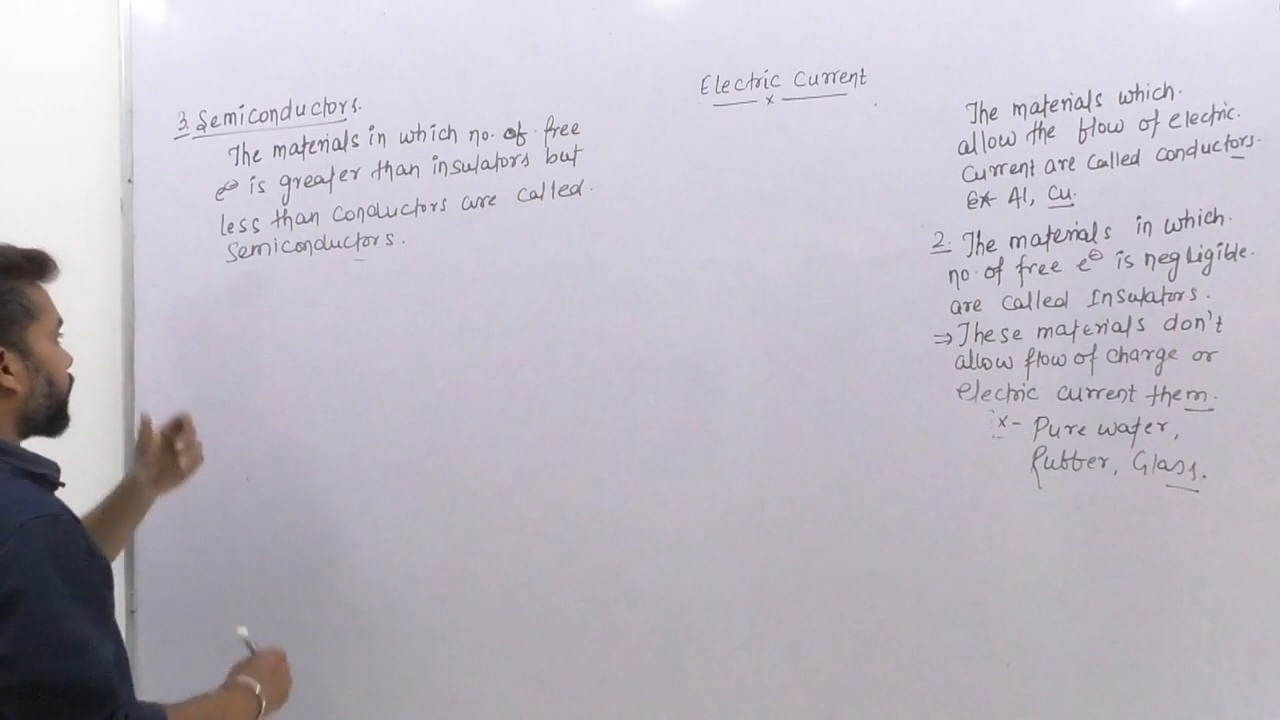 Electric Current
x
3. Semiconductors.
The materials in which no. of free
e⊖ is greater than insulators but
less than conductors are called.
Semiconductors.
The materials which.
allow the flow of electric.
current are called conductors.
Ex Al, Cu.
2. The materials in which.
no. of free e⊖ is negligible.
are called Insulators.
⇒ These materials don't
allow flow of charge or
electric current them.
x- Pure water,
Rubber, Glass.